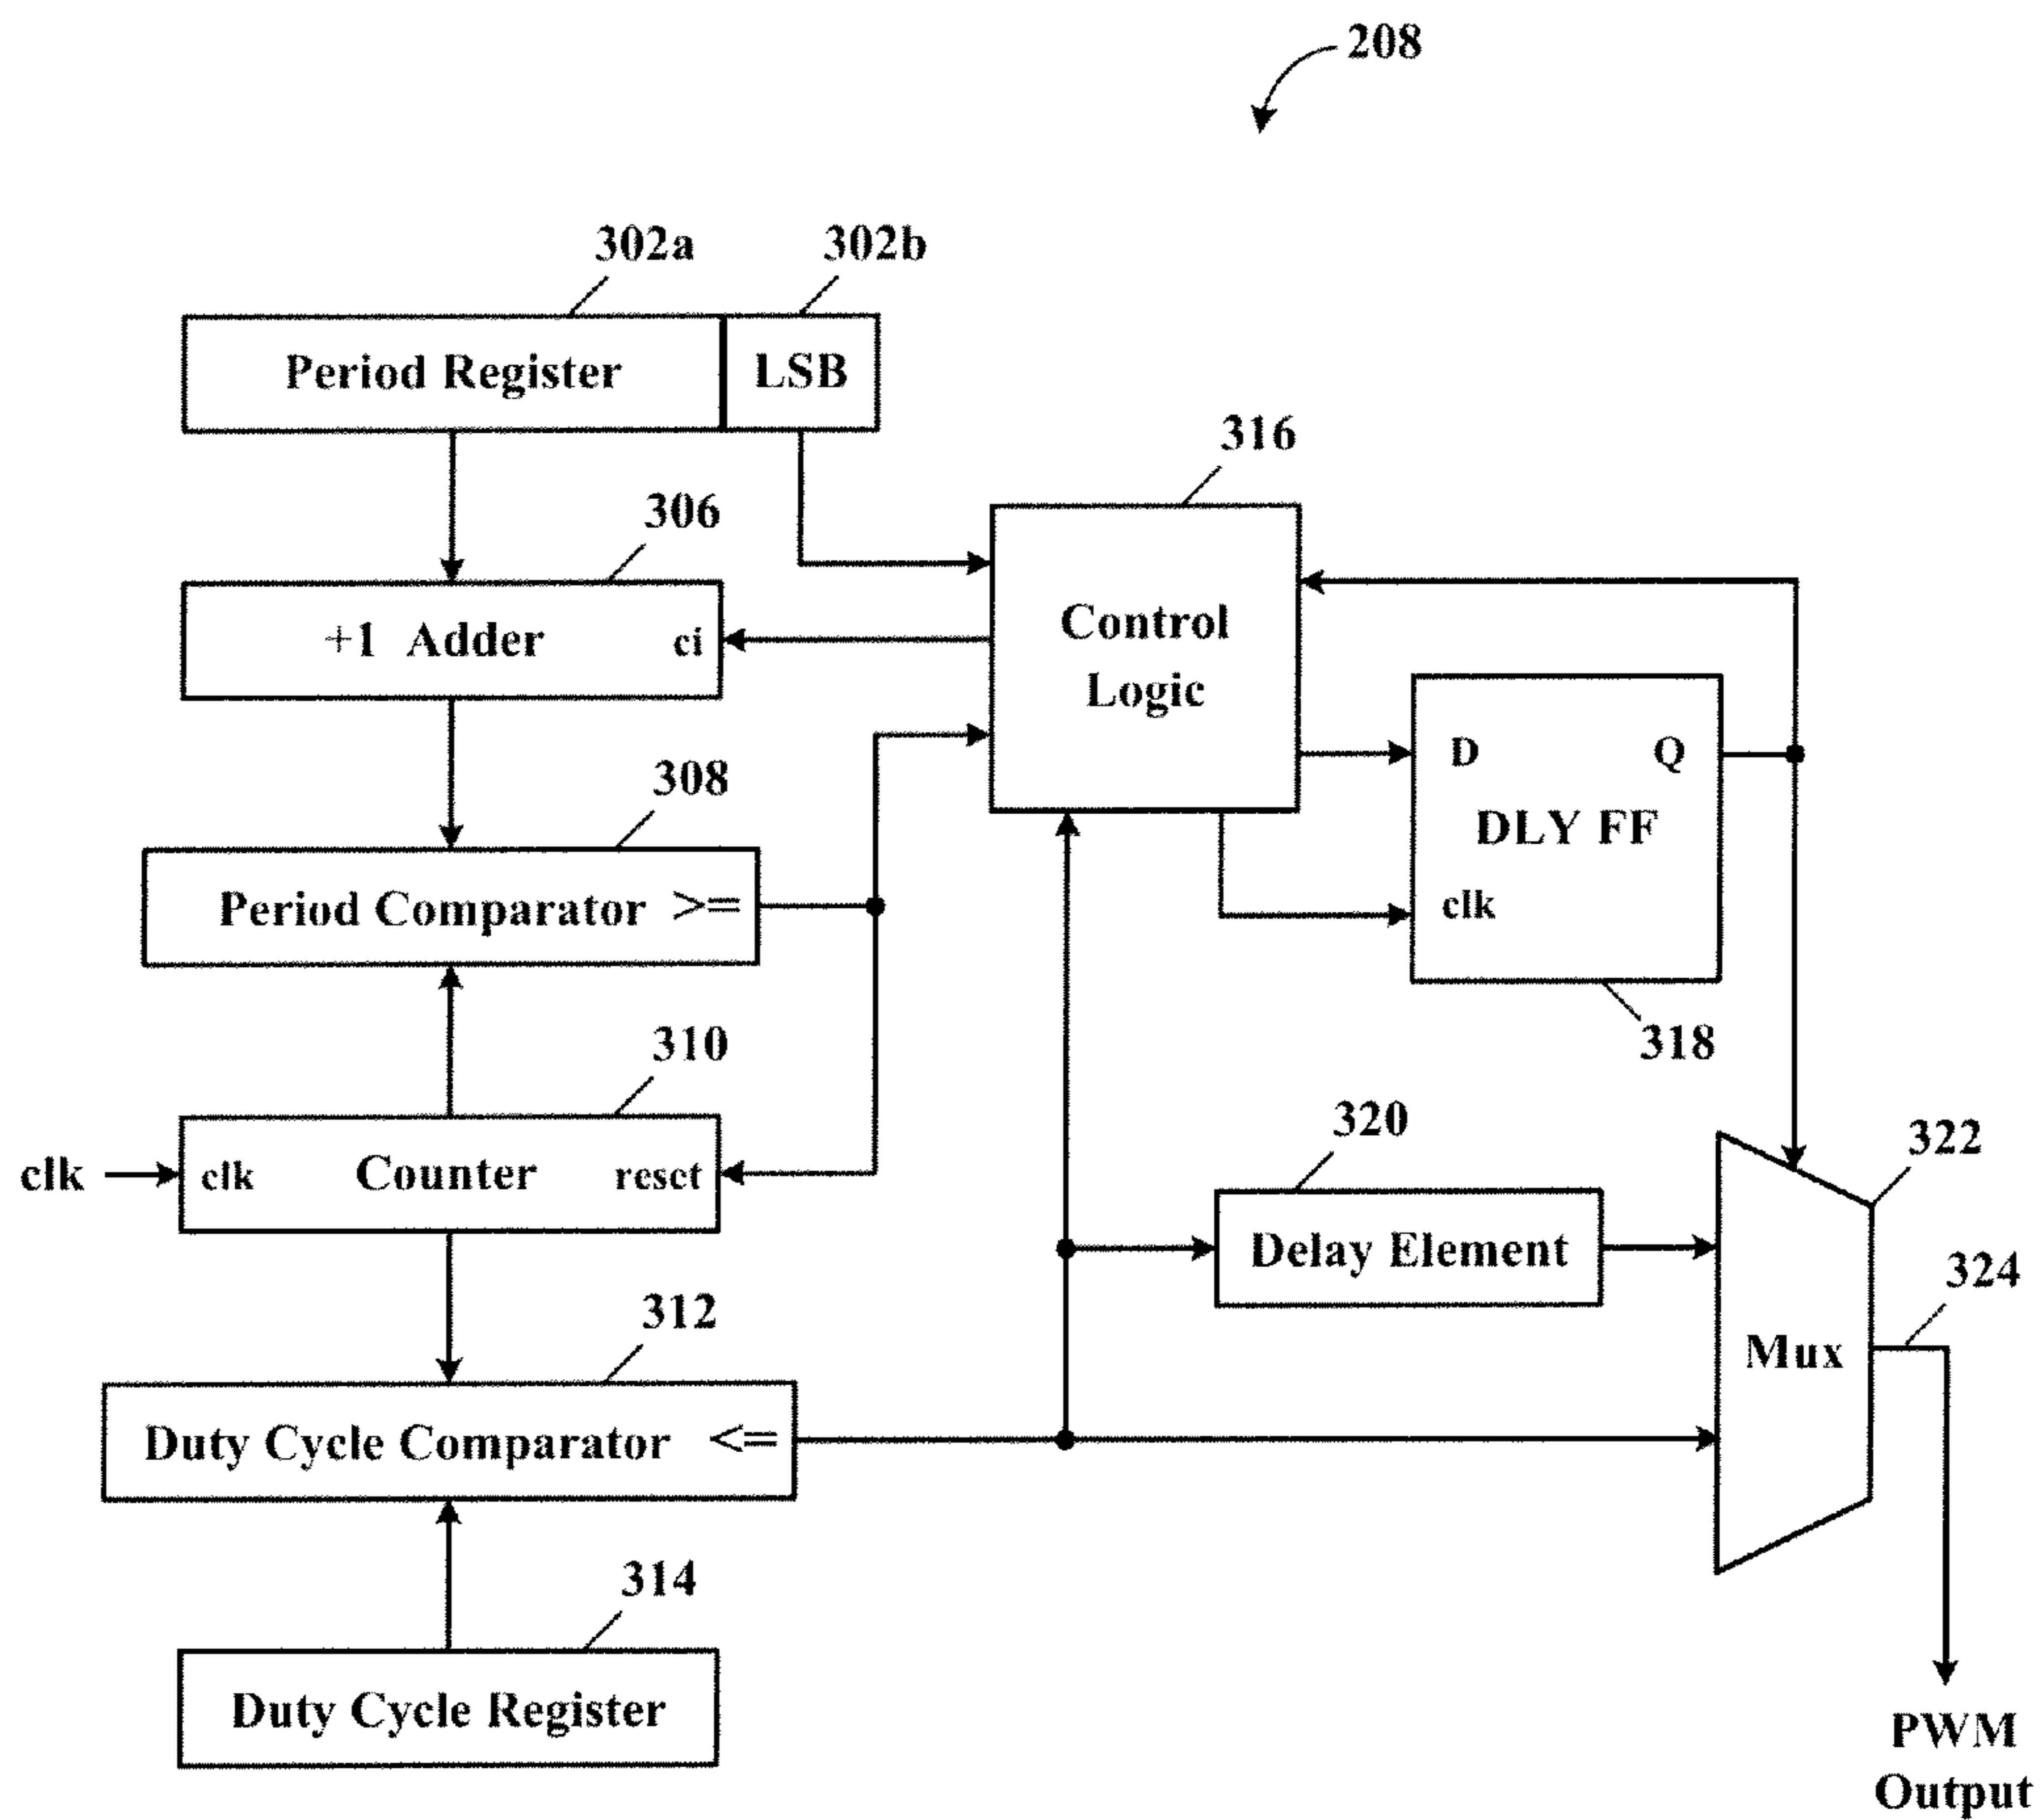 208
302a
302b
Period Register
LSB
316
306
+1 Adder
ci
Control
Logic
308
D
Q
DLY FF
clk
Period Comparator >=
318
310
320
322
clk
clk
Counter
reset
Delay Element
324
312
Mux
Duty Cycle Comparator <=
314
Duty Cycle Register
PWM
Output